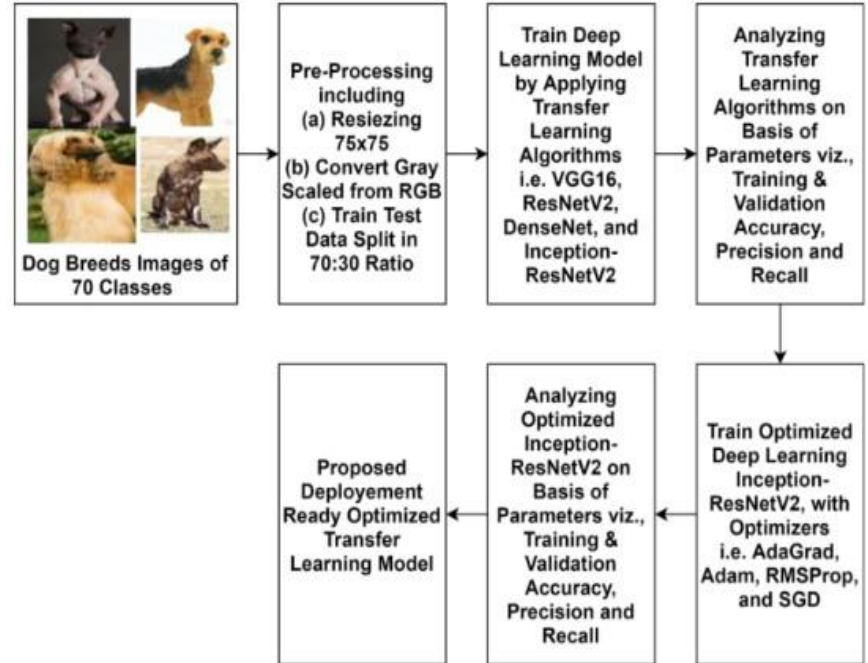 Dog Breeds Images of
70 Classes
Pre-Processing
including
(a) Resiezing
75x75
(b) Convert Gray
Scaled from RGB
(c) Train Test
Data Split in
70:30 Ratio
Train Deep
Learning Model
by Applying
Transfer
Learning
Algorithms
i.e. VGG16,
ResNetV2,
DenseNet, and
Inception-
ResNetV2
Analyzing
Transfer
Learning
Algorithms on
Basis of
Parameters viz.,
Training &
Validation
Accuracy,
Precision and
Recall
Train Optimized
Deep Learning
Inception-
ResNetV2, with
Optimizers
i.e. AdaGrad,
Adam, RMSProp,
and SGD
Analyzing
Optimized
Inception-
ResNetV2 on
Basis of
Parameters viz.,
Training &
Validation
Accuracy,
Precision and
Recall
Proposed
Deployement
Ready Optimized
Transfer
Learning Model